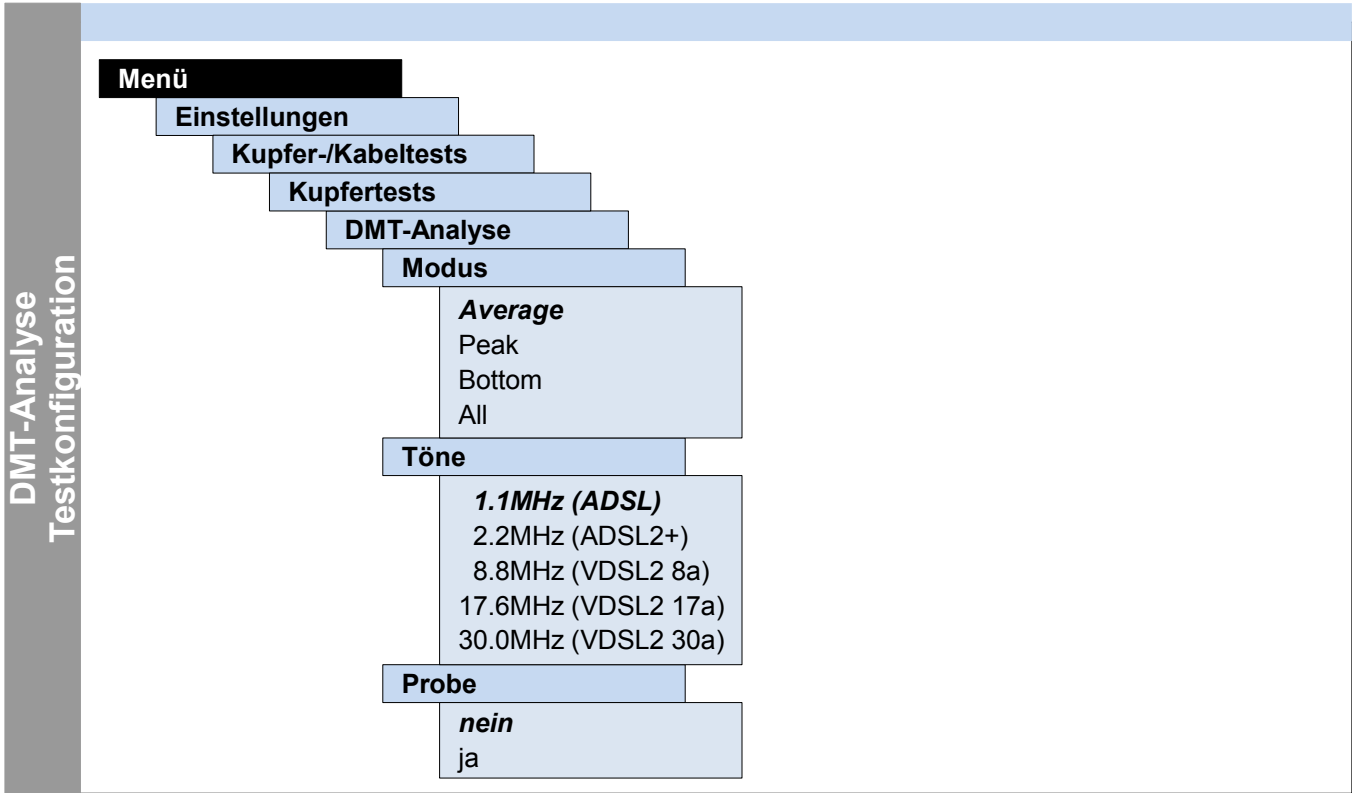 DMT-Analyse
Testkonfiguration
Menü
Einstellungen
Kupfer-/Kabeltests
Kupfertests
DMT-Analyse
Modus
Average
Peak
Bottom
All
Töne
1.1MHz (ADSL)
2.2MHz (ADSL2+)
8.8MHz (VDSL2 8a)
17.6MHz (VDSL2 17a)
30.0MHz (VDSL2 30a)
Probe
nein
ja